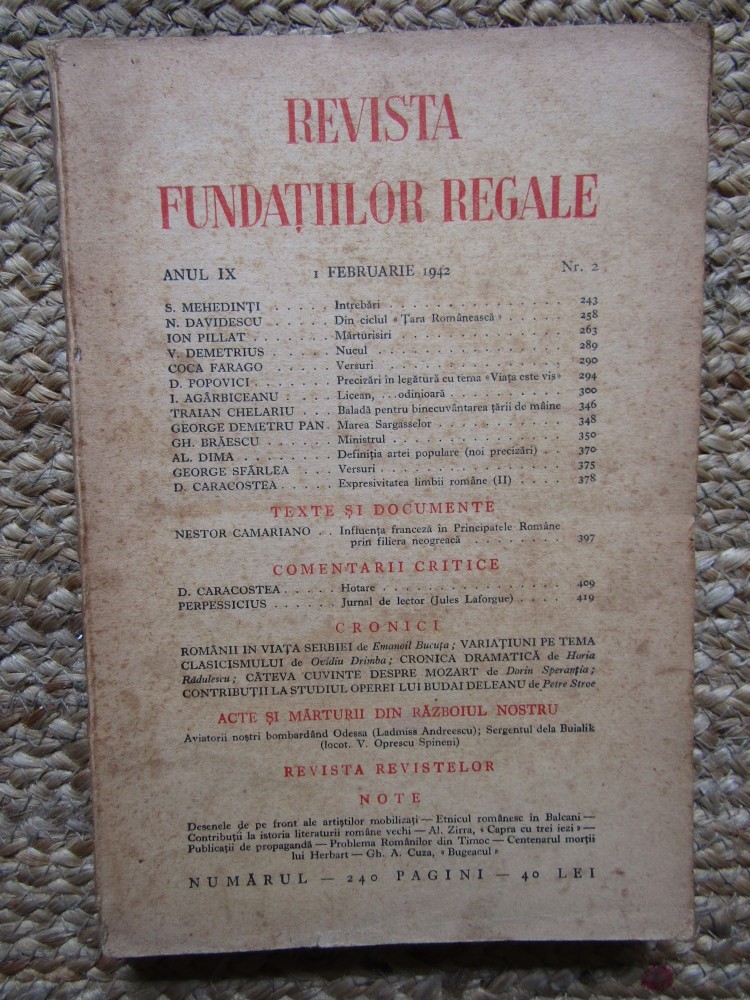 REVISTA
FUNDAȚIILOR REGALE
ANUL IX 1 FEBRUARIE 1942 Nr. 2
S. MEHEDINȚI . . . . . Intrebări . . . . . . . . . . . . . . . 243
N. DAVIDESCU . . . . . Din ciclul « Țara Românească » . . . . . 258
ION PILLAT . . . . . . Mărturisiri . . . . . . . . . . . . . . 263
V. DEMETRIUS . . . . . Nucul . . . . . . . . . . . . . . . . . 289
COCA FARAGO . . . . . Versuri . . . . . . . . . . . . . . . . 290
D. POPOVICI . . . . . . Precizări în legătură cu tema «Viața este vis» 294
I. AGÂRBICEANU . . . . Licean, . . .odinioară . . . . . . . . . 300
TRAIAN CHELARIU . . . Baladă pentru binecuvântarea țării de mâine 346
GEORGE DEMETRU PAN . Marea Sargasselor . . . . . . . . . . . 348
GH. BRĂESCU . . . . . Ministrul . . . . . . . . . . . . . . . 350
AL. DIMA . . . . . . . Definiția artei populare (noi precizări) . . 370
GEORGE SFÂRLEA . . . Versuri . . . . . . . . . . . . . . . . 375
D. CARACOSTEA . . . . Expresivitatea limbii române (II) . . . . 378
TEXTE ȘI DOCUMENTE
NESTOR CAMARIANO . . Influența franceză în Principatele Române
prin filiera neogreacă . . . . . . . . 397
COMENTARII CRITICE
D. CARACOSTEA . . . . . Hotare . . . . . . . . . . . . . . . . 409
PERPESSICIUS . . . . . . Jurnal de lector (Jules Laforgue) . . . . 419
CRONICI
ROMÂNII IN VIAȚA SERBIEI de Emanoil Bucuța; VARIAȚIUNI PE TEMA
CLASICISMULUI de Ovidiu Drimba; CRONICA DRAMATICĂ de Horia
Rădulescu; CÂTEVA CUVINTE DESPRE MOZART de Dorin Speranția;
CONTRIBUȚII LA STUDIUL OPEREI LUI BUDAI DELEANU de Petre Stroe
ACTE ȘI MĂRTURII DIN RĂZBOIUL NOSTRU
Aviatorii noștri bombardând Odessa (Ladmiss Andreescu); Sergentul dela Buialik
(locot. V. Oprescu Spineni)
REVISTA REVISTELOR
NOTE
Desenele de pe front ale artiștilor mobilizați — Etnicul românesc în Balcani —
Contribuții la istoria literaturii române vechi — Al. Zirra, « Capra cu trei iezi » —
Publicații de propagandă — Problema Românilor din Timoc — Centenarul morții
lui Herbart — Gh. A. Cuza, « Bugeacul »
NUMĂRUL — 240 PAGINI — 40 LEI